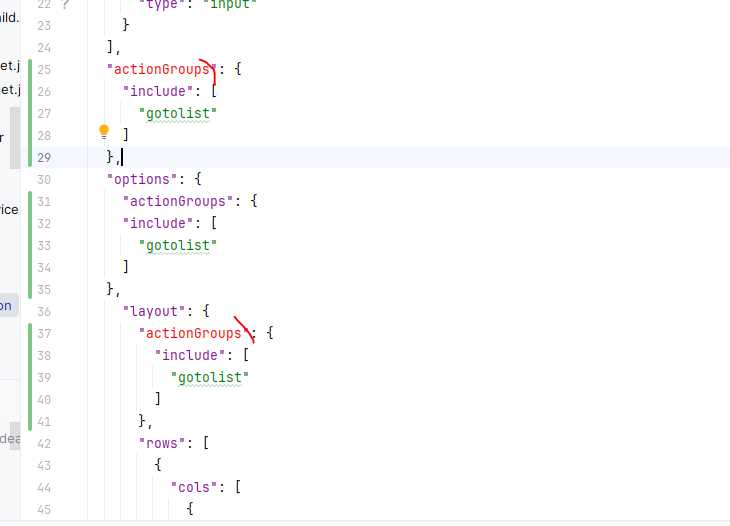 ild.
et.j
et.j
r
vice
on
dea
22 ? "type": "input"
23 }
24 ],
25 "actionGroups": {
26 "include": [
27 "gotolist"
28 ]
29 },
30 "options": {
31 "actionGroups": {
32 "include": [
33 "gotolist"
34 ]
35 },
36 "layout": {
37 "actionGroups": {
38 "include": [
39 "gotolist"
40 ]
41 },
42 "rows": [
43 {
44 "cols": [
45 {